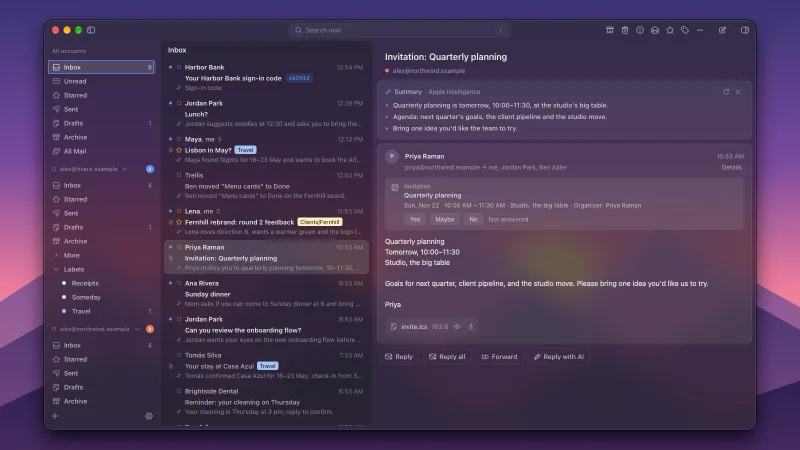 Search mail
/
All accounts
Inbox 8
Unread
Starred
Sent
Drafts 1
Archive
All Mail
alex@rivera.example
A
Inbox 4
Starred
Sent
Drafts 1
Archive
More
Labels
Receipts
Someday
Travel 1
alex@northwind.example
Inbox 4
Starred
Sent
Drafts
Archive
Inbox
Harbor Bank 12:54 PM
Your Harbor Bank sign-in code
Sign-in code
Jordan Park 12:28 PM
Lunch?
Jordan suggests noodles at 12:30 and asks you to bring the...
Maya, me 12:13 PM
Lisbon in May? Travel
Maya found flights for 16–23 May and wants to book the Alf...
Trellis 12:03 PM
Ben moved "Menu cards" to Done
Ben moved "Menu cards" to Done on the Fernhill board.
Lena, me 3 11:53 AM
Fernhill rebrand: round 2 feedback Clients/Fernhill
Lena loves direction B, wants a warmer green and the logo t...
Priya Raman 10:53 AM
Invitation: Quarterly planning
Priya invites you to quarterly planning tomorrow, 10–11:30, ...
Ana Rivera 9:53 AM
Sunday dinner
Mom asks if you can come to Sunday dinner at 6 and bring ...
Jordan Park 8:53 AM
Can you review the onboarding flow?
Jordan wants your eyes on the new onboarding flow before ...
Tomás Silva 7:53 AM
Your stay at Casa Azul Travel
Tomás confirmed Casa Azul for 16–23 May, check-in from 3...
Brightside Dental 6:53 AM
Reminder: your cleaning on Thursday
Your cleaning is Thursday at 3 pm; reply to confirm.
Invitation: Quarterly planning
alex@northwind.example
Summary · Apple Intelligence
Quarterly planning is tomorrow, 10:00–11:30, at the studio's big table.
Agenda: next quarter's goals, the client pipeline and the studio move.
Bring one idea you'd like the team to try.
P
Priya Raman 10:53 AM
priya@northwind.example → me, Jordan Park, Ben Adler Details
Invitation
Quarterly planning
Sun, Nov 22 · 10:00 AM – 11:30 AM · Studio, the big table · Organizer: Priya Raman
Yes Maybe No Not answered
Quarterly planning
Tomorrow, 10:00–11:30
Studio, the big table
Goals for next quarter, client pipeline, and the studio move. Please bring one idea you'd like us to try.
Priya
invite.ics 783 B
Reply Reply all Forward Reply with AI